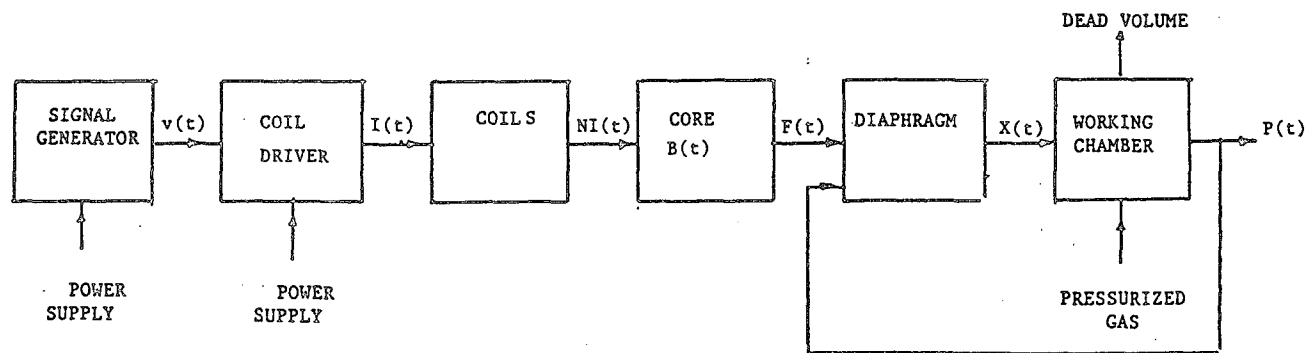 DEAD VOLUME
SIGNAL
GENERATOR
v(t)
COIL
DRIVER
I(t)
COILS
NI(t)
CORE
B(t)
F(t)
DIAPHRAGM
X(t)
WORKING
CHAMBER
P(t)
POWER
SUPPLY
POWER
SUPPLY
PRESSURIZED
GAS